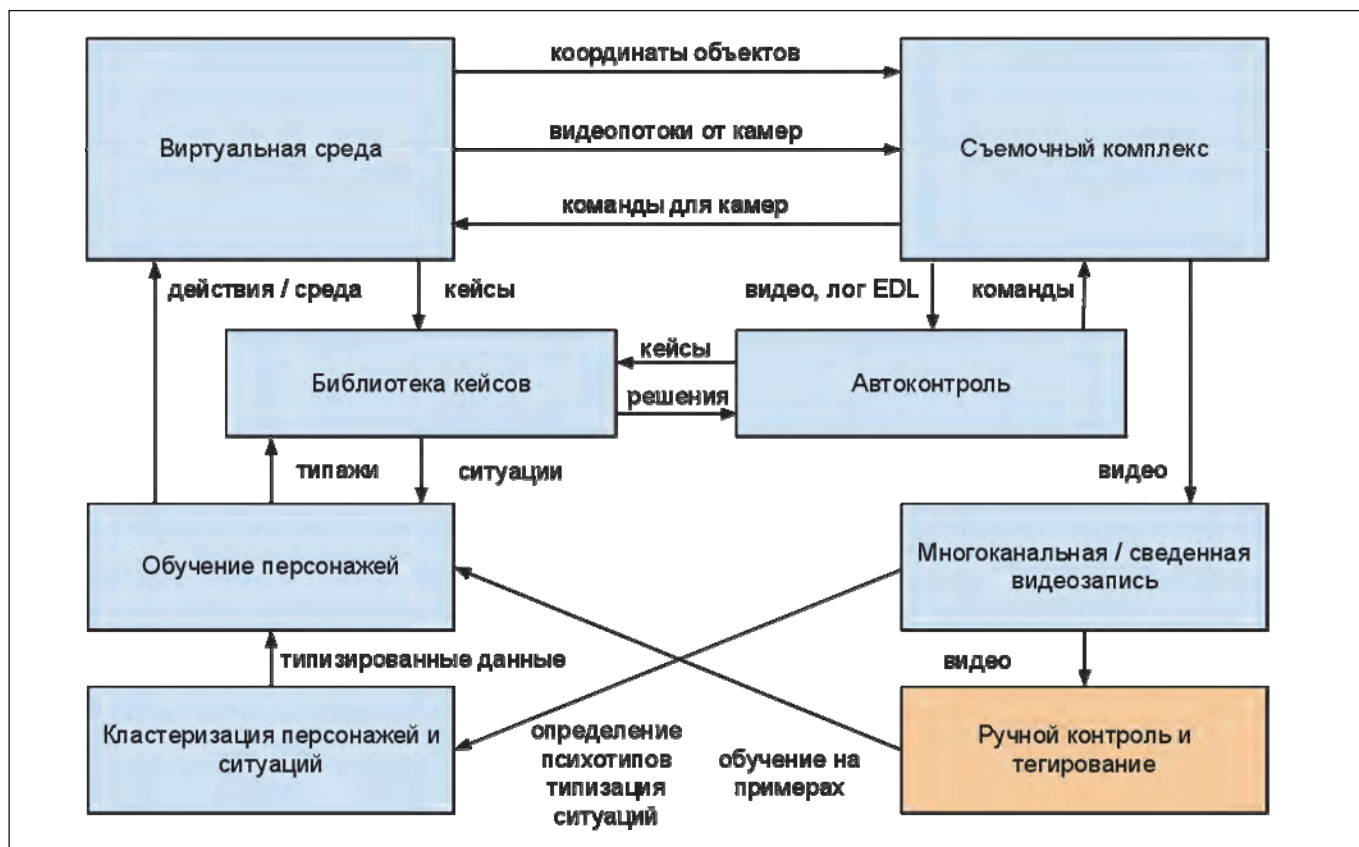 координаты объектов
Виртуальная среда
видеопотоки от камер
Съемочный комплекс
команды для камер
действия / среда
кейсы
видео, лог EDL
команды
Библиотека кейсов
кейсы
решения
Автоконтроль
типажи
ситуации
видео
Обучение персонажей
Многоканальная / сведенная
видеозапись
типизированные данные
видео
Кластеризация персонажей и
ситуаций
определение
психотипов
типизация
ситуаций
обучение на
примерах
Ручной контроль и
тегирование